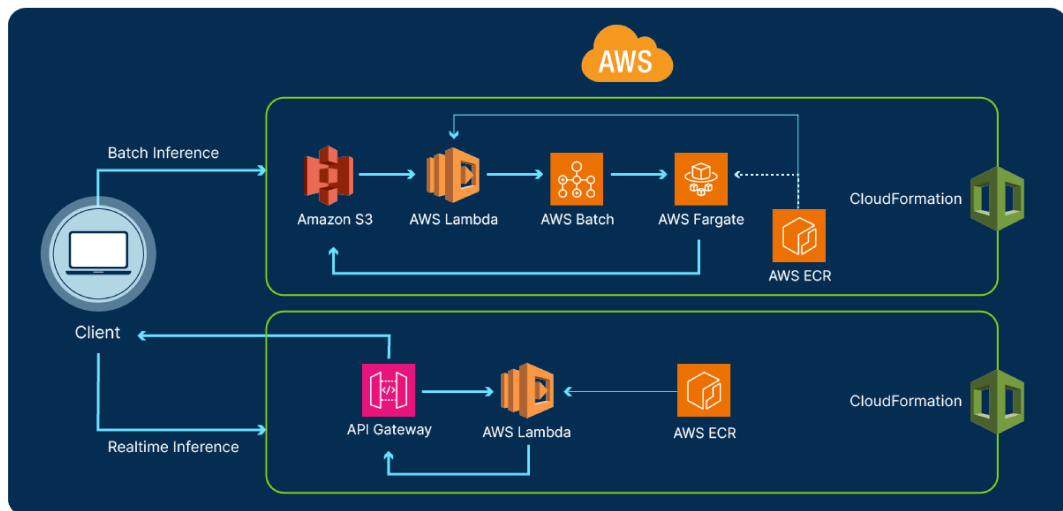 AWS
Batch Inference
Amazon S3
AWS Lambda
AWS Batch
AWS Fargate
AWS ECR
CloudFormation
Client
API Gateway
AWS Lambda
AWS ECR
CloudFormation
Realtime Inference